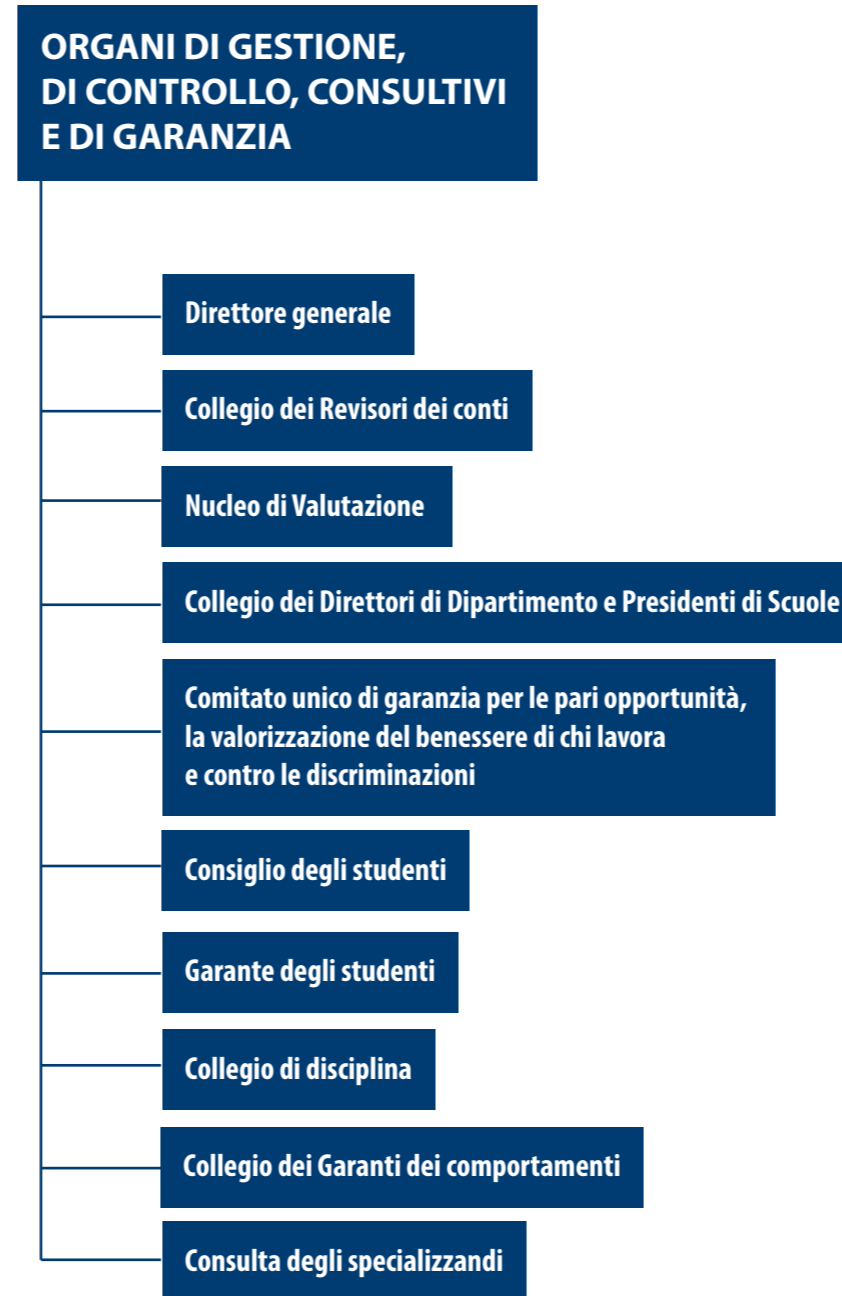 ORGANI DI GESTIONE,
DI CONTROLLO, CONSULTIVI
E DI GARANZIA
Direttore generale
Collegio dei Revisori dei conti
Nucleo di Valutazione
Collegio dei Direttori di Dipartimento e Presidenti di Scuole
Comitato unico di garanzia per le pari opportunità,
la valorizzazione del benessere di chi lavora
e contro le discriminazioni
Consiglio degli studenti
Garante degli studenti
Collegio di disciplina
Collegio dei Garanti dei comportamenti
Consulta degli specializzandi